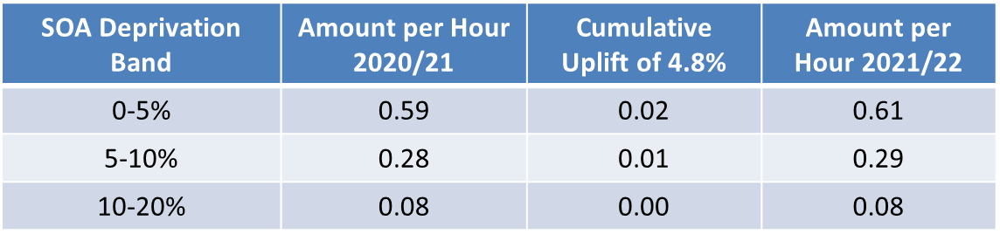 SOA Deprivation Band
Amount per Hour 2020/21
Cumulative Uplift of 4.8%
Amount per Hour 2021/22
0-5% 0.59 0.02 0.61
5-10% 0.28 0.01 0.29
10-20% 0.08 0.00 0.08